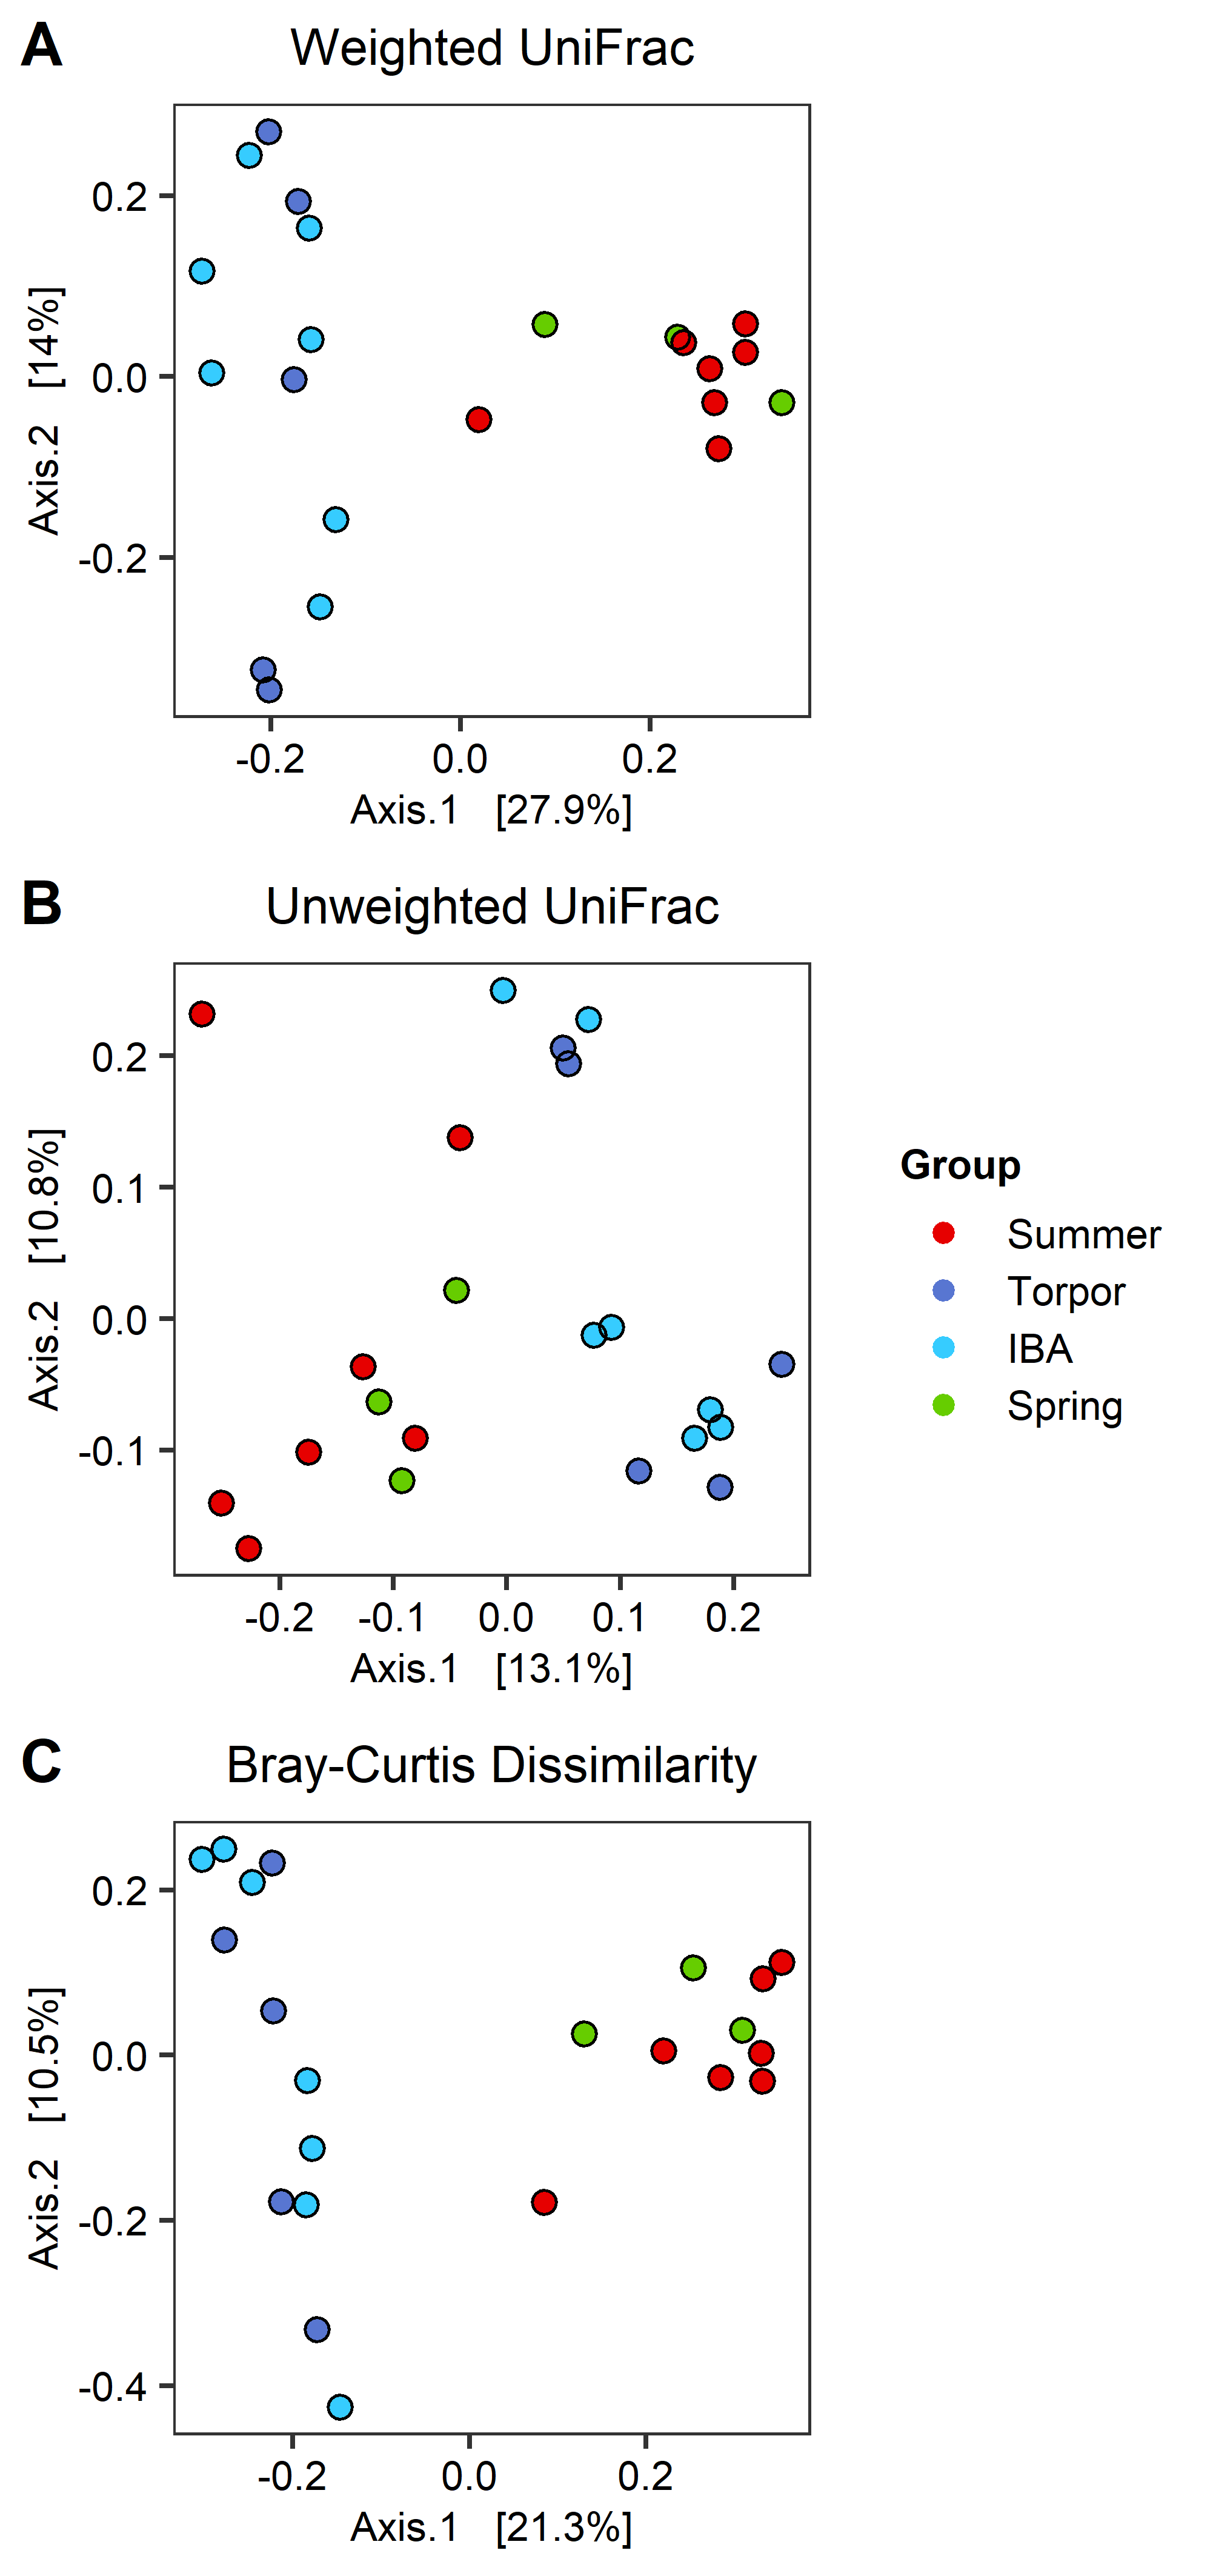 A
Weighted UniFrac
0.2
0.0
-0.2
Axis.2 [14%]
-0.2 0.0 0.2
Axis.1 [27.9%]
B
Unweighted UniFrac
0.2
0.1
0.0
-0.1
Axis.2 [10.8%]
-0.2 -0.1 0.0 0.1 0.2
Axis.1 [13.1%]
Group
Summer
Torpor
IBA
Spring
C
Bray-Curtis Dissimilarity
0.2
0.0
-0.2
-0.4
Axis.2 [10.5%]
-0.2 0.0 0.2
Axis.1 [21.3%]